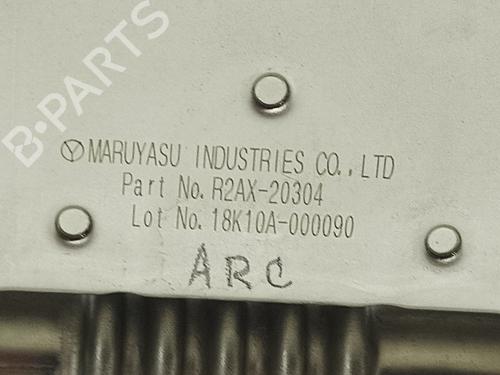 B-PARTS
MARUYASU INDUSTRIES CO., LTD
Part No. R2AX-20304
Lot No. 18K10A-000090
ARC